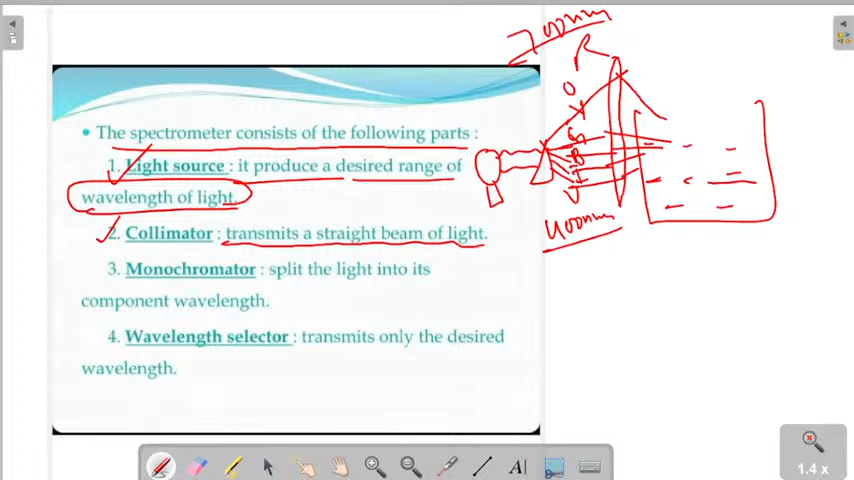 • The spectrometer consists of the following parts :
1. Light source : it produce a desired range of
wavelength of light.
2. Collimator : transmits a straight beam of light.
3. Monochromator : split the light into its
component wavelength.
4. Wavelength selector : transmits only the desired
wavelength.
700nm
R
O
Y
G
B
I
V
400nm
A
1.4 x